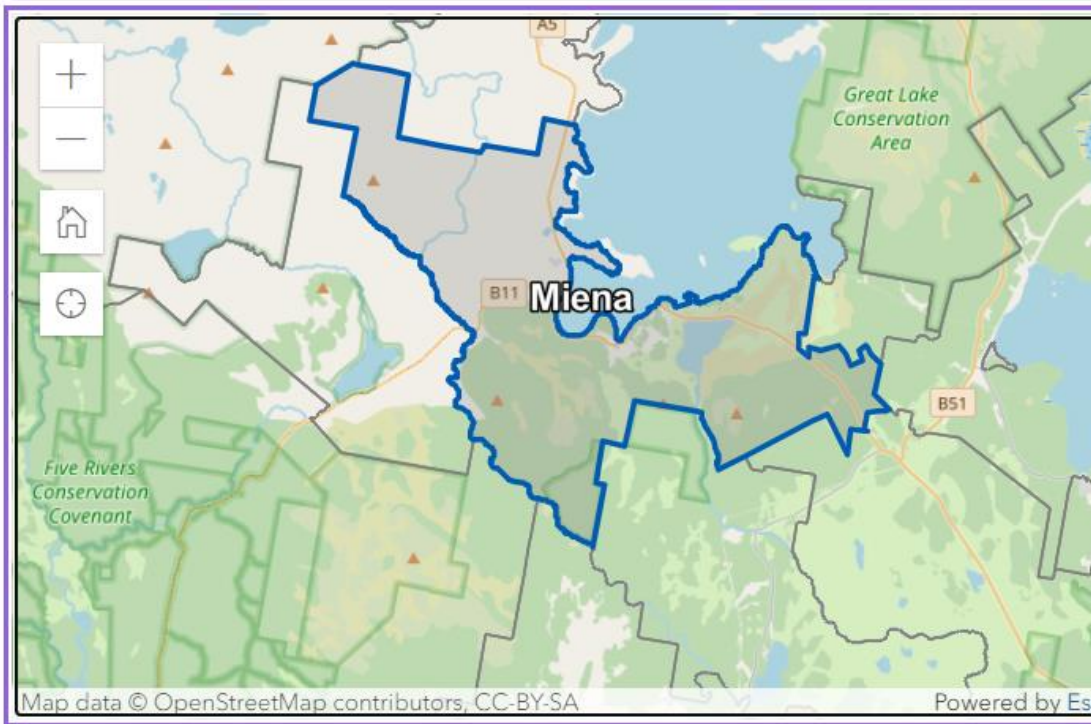 A5
Great Lake
Conservation
Area
B11
Miena
B51
Five Rivers
Conservation
Covenant
Map data © OpenStreetMap contributors, CC-BY-SA
Powered by Es